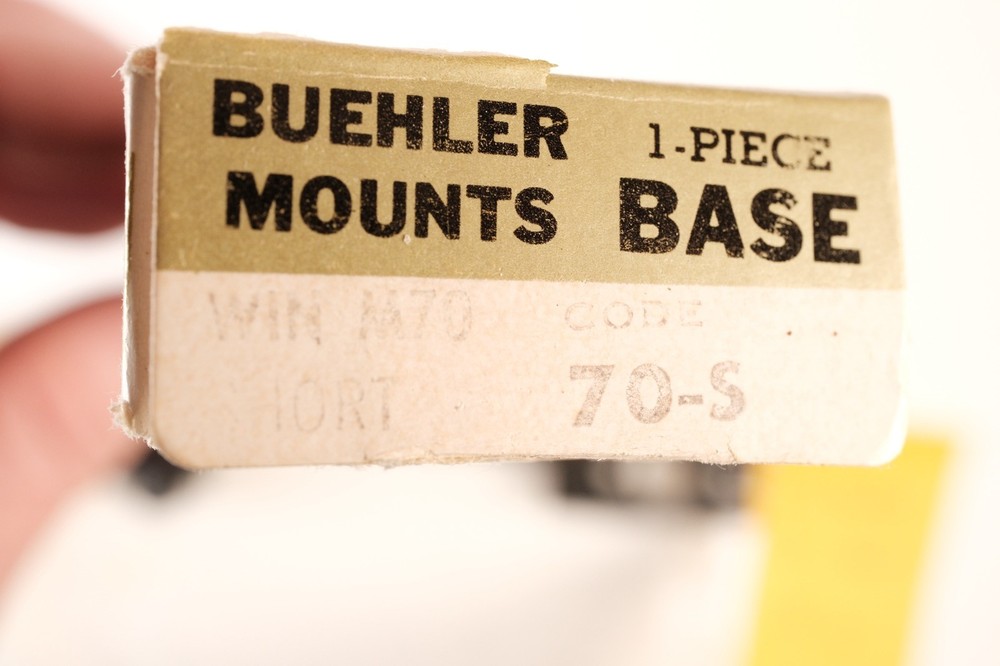 BUEHLER
MOUNTS
1-PIECE
BASE
WIN M70
CODE
70-S